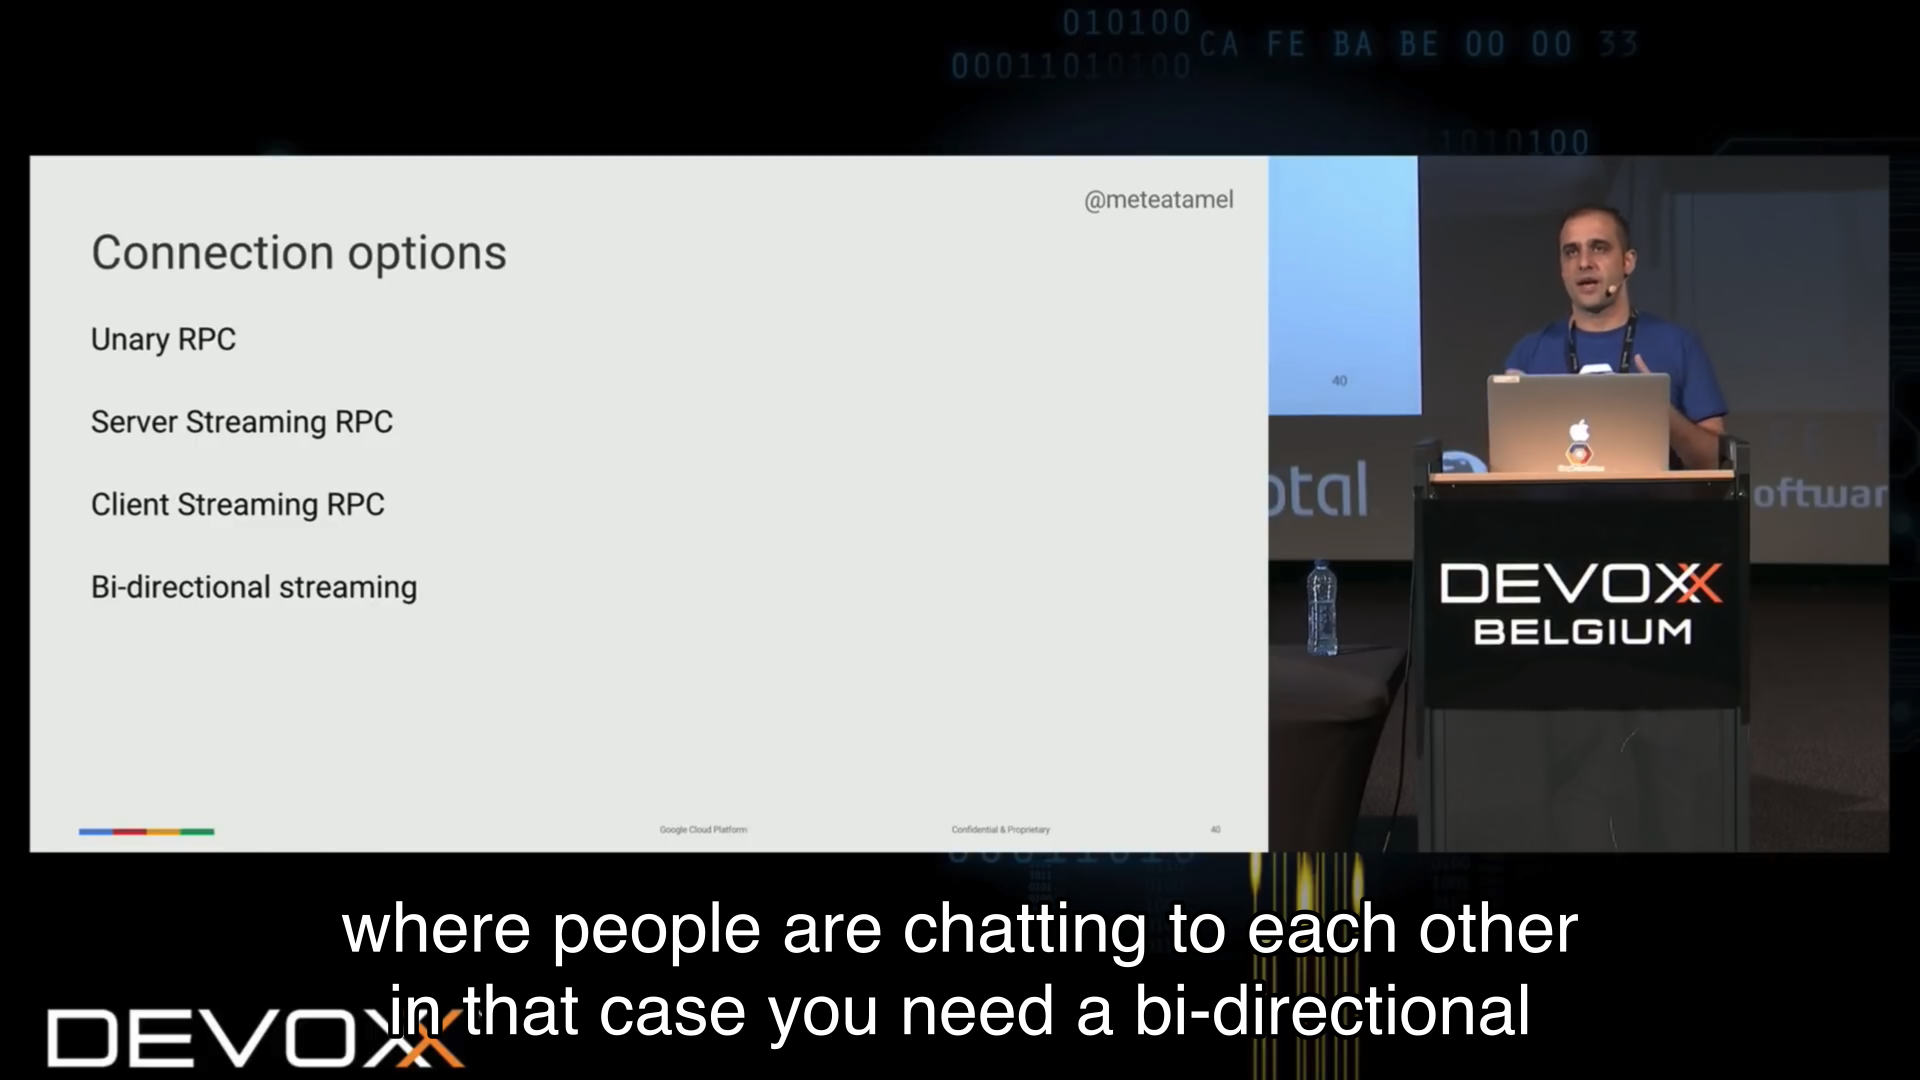 010100
CA FE BA BE 00 00 33
00011010100
1010100
@meteatamel
Connection options
Unary RPC
Server Streaming RPC
Client Streaming RPC
Bi-directional streaming
Google Cloud Platform
Confidential & Proprietary
40
40
otal
oftwar
DEVOXX
BELGIUM
where people are chatting to each other
in that case you need a bi-directional
DEVOXX